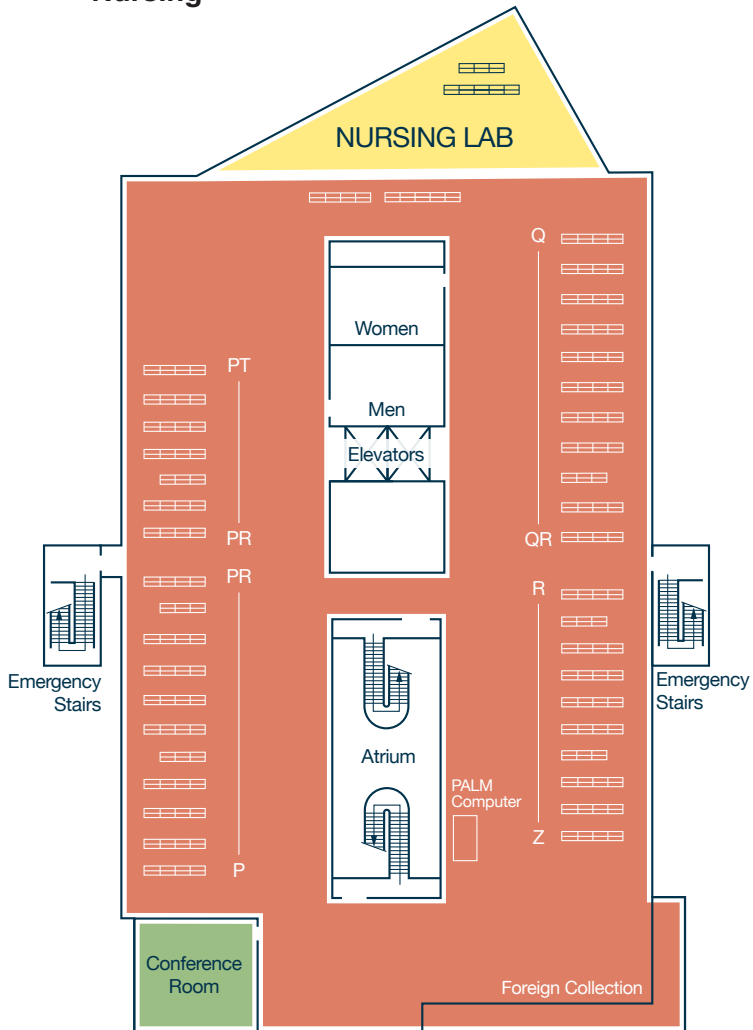 Nursing
NURSING LAB
Q
Women
PT
Men
Elevators
PR
QR
PR
R
Emergency
Stairs
Emergency
Stairs
Atrium
PALM
Computer
Z
P
Conference
Room
Foreign Collection